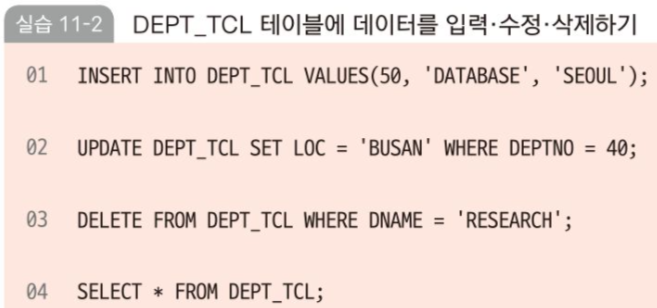 실습 11-2 DEPT_TCL 테이블에 데이터를 입력·수정·삭제하기
01 INSERT INTO DEPT_TCL VALUES(50, 'DATABASE', 'SEOUL');
02 UPDATE DEPT_TCL SET LOC = 'BUSAN' WHERE DEPTNO = 40;
03 DELETE FROM DEPT_TCL WHERE DNAME = 'RESEARCH';
04 SELECT * FROM DEPT_TCL;